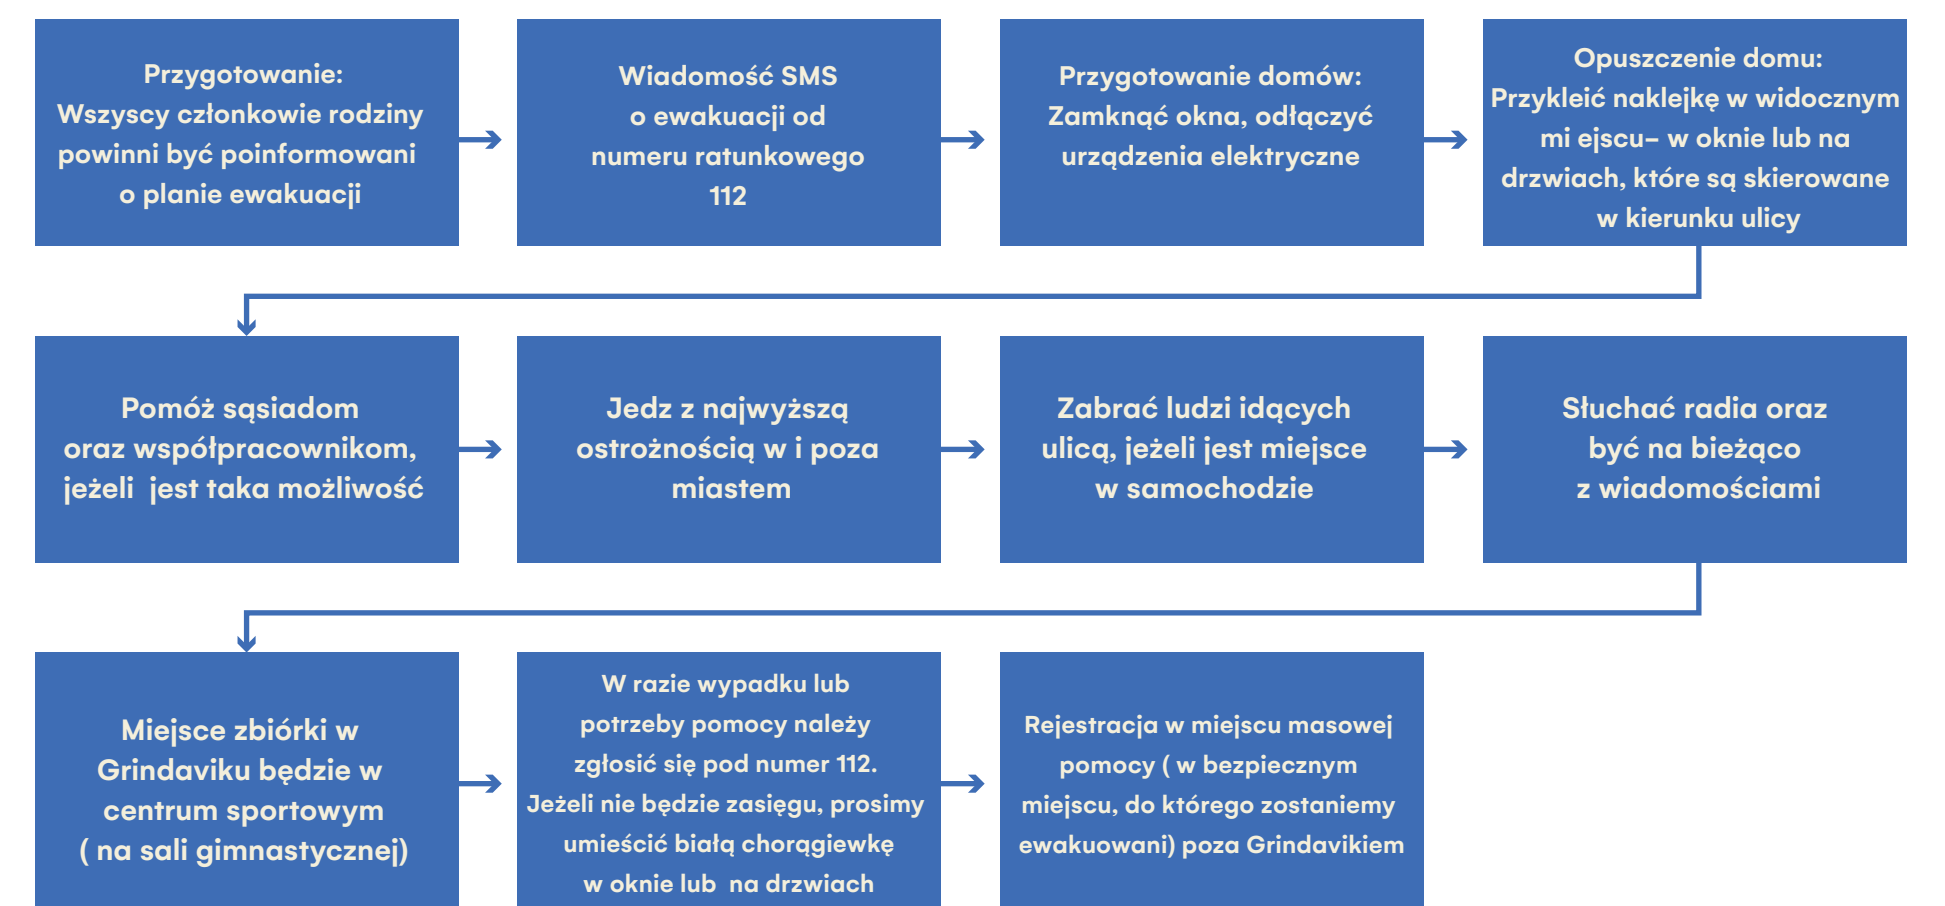 Przygotowanie:
Wszyscy członkowie rodziny
powinni być poinformowani
o planie ewakuacji
Wiadomość SMS
o ewakuacji od
numeru ratunkowego
112
Przygotowanie domów:
Zamknąć okna, odłączyć
urządzenia elektryczne
Opuszczenie domu:
Przykleić naklejkę w widocznym
mi ejscu– w oknie lub na
drzwiach, które są skierowane
w kierunku ulicy
Pomóż sąsiadom
oraz współpracownikom,
jeżeli  jest taka możliwość
Jedz z najwyższą
ostrożnością w i poza
miastem
Zabrać ludzi idących
ulicą, jeżeli jest miejsce
w samochodzie
Słuchać radia oraz
być na bieżąco
z wiadomościami
Miejsce zbiórki w
Grindaviku będzie w
centrum sportowym
( na sali gimnastycznej)
W razie wypadku lub
potrzeby pomocy należy
zgłosić się pod numer 112.
Jeżeli nie będzie zasięgu, prosimy
umieścić białą chorągiewkę
w oknie lub  na drzwiach
Rejestracja w miejscu masowej
pomocy ( w bezpiecznym
miejscu, do którego zostaniemy
ewakuowani) poza Grindavikiem